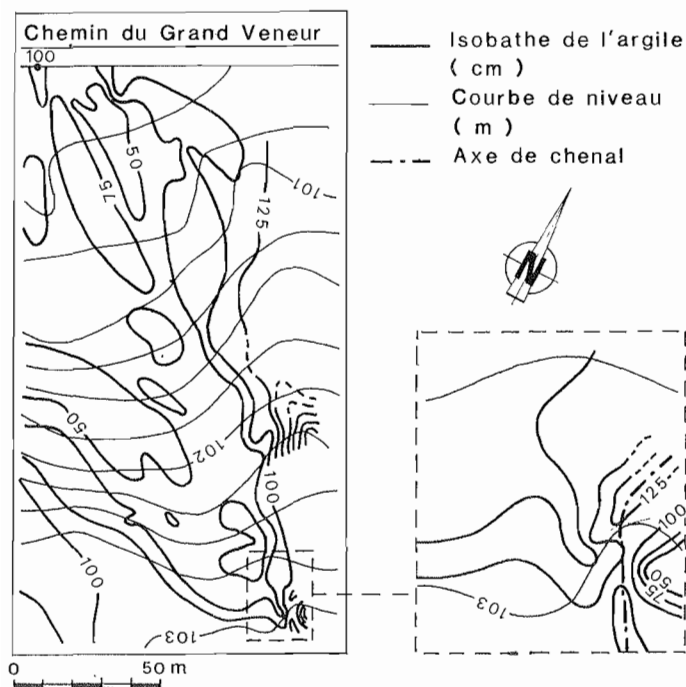 Chemin du Grand Veneur
100
50
75
101
125
50
102
100
100
103
0 50 m
Isobathe de l'argile
( cm )
Courbe de niveau
( m )
Axe de chenal
N
125
100
50
75
103